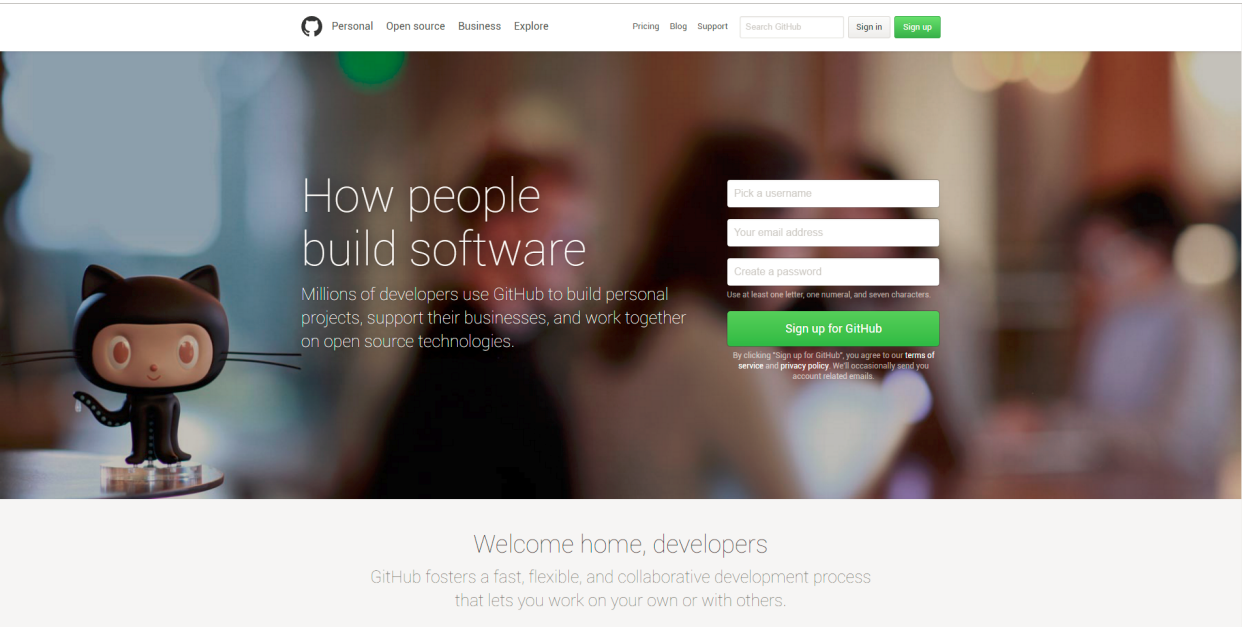 Personal Open source Business Explore Pricing Blog Support Search GitHub Sign in Sign up
How people
build software
Millions of developers use GitHub to build personal
projects, support their businesses, and work together
on open source technologies.
Pick a username
Your email address
Create a password
Use at least one letter, one numeral, and seven characters.
Sign up for GitHub
By clicking "Sign up for GitHub", you agree to our terms of
service and privacy policy. We'll occasionally send you
account related emails.
Welcome home, developers
GitHub fosters a fast, flexible, and collaborative development process
that lets you work on your own or with others.